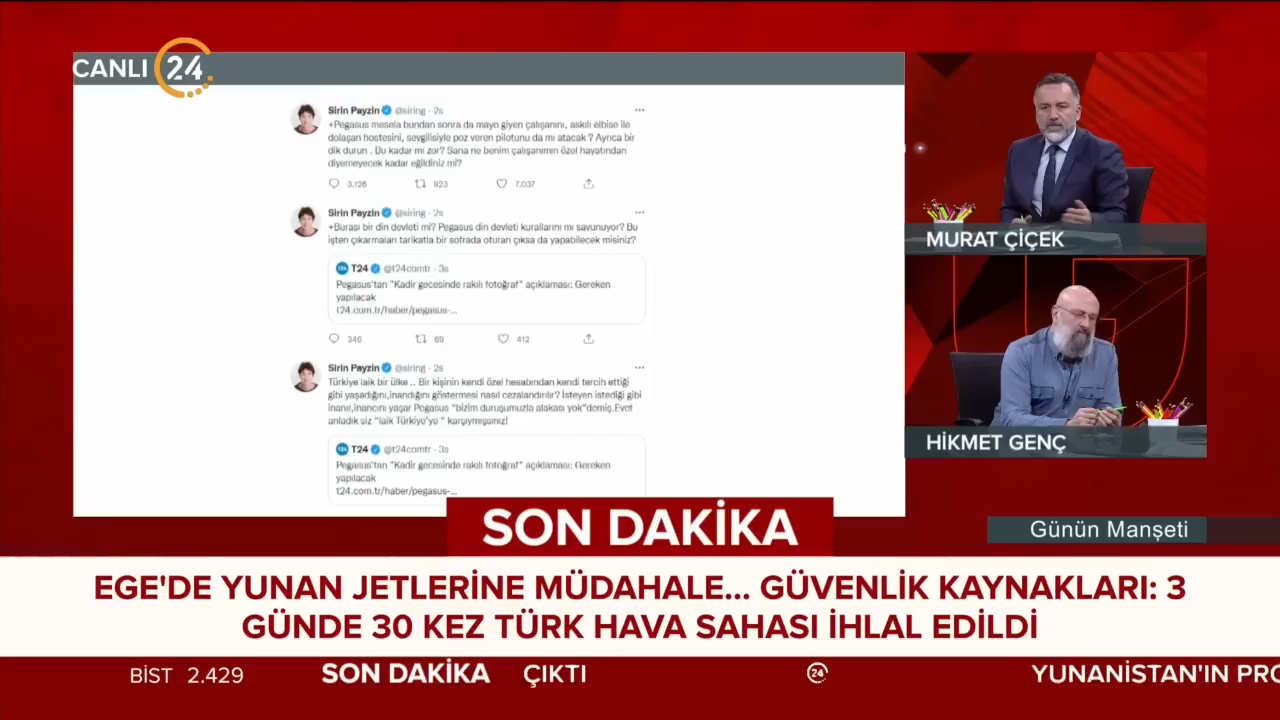 CANLI 24
Sirin Payzin @siring · 2s
+Pegasus mesela bundan sonra da mayo giyen çalışanını, askılı elbise ile
dolaşan hostesini, sevgilisiyle poz veren pilotunu da mı atacak ? Ayrıca bir
dik durun . Bu kadar mı zor? Sana ne benim çalışanımın özel hayatından
diyemeyecek kadar eğildiniz mi?
3.126 923 7.037
Sirin Payzin @siring · 2s
+Burası bir din devleti mi? Pegasus din devleti kurallarını mı savunuyor? Bu
işten çıkarmaları tarikatla bir sofrada oturan çıksa da yapabilecek misiniz?
T24 @t24comtr · 3s
Pegasus'tan "Kadir gecesinde rakılı fotoğraf" açıklaması: Gereken
yapılacak
t24.com.tr/haber/pegasus-...
346 69 412
Sirin Payzin @siring · 2s
Türkiye laik bir ülke .. Bir kişinin kendi özel hesabından kendi tercih ettiği
gibi yaşadığını,inandığını göstermesi nasıl cezalandırılır? İsteyen istediği gibi
inanır,inancını yaşar Pegasus "bizim duruşumuzla alakası yok"demiş.Evet
anladık siz "laik Türkiye'ye " karşıymışsınız!
T24 @t24comtr · 3s
Pegasus'tan "Kadir gecesinde rakılı fotoğraf" açıklaması: Gereken
yapılacak
t24.com.tr/haber/pegasus-...
MURAT ÇİÇEK
HİKMET GENÇ
Günün Manşeti
SON DAKİKA
EGE'DE YUNAN JETLERİNE MÜDAHALE... GÜVENLİK KAYNAKLARI: 3
GÜNDE 30 KEZ TÜRK HAVA SAHASI İHLAL EDİLDİ
BİST 2.429 SON DAKİKA ÇIKTI 24 YUNANİSTAN'IN PRO